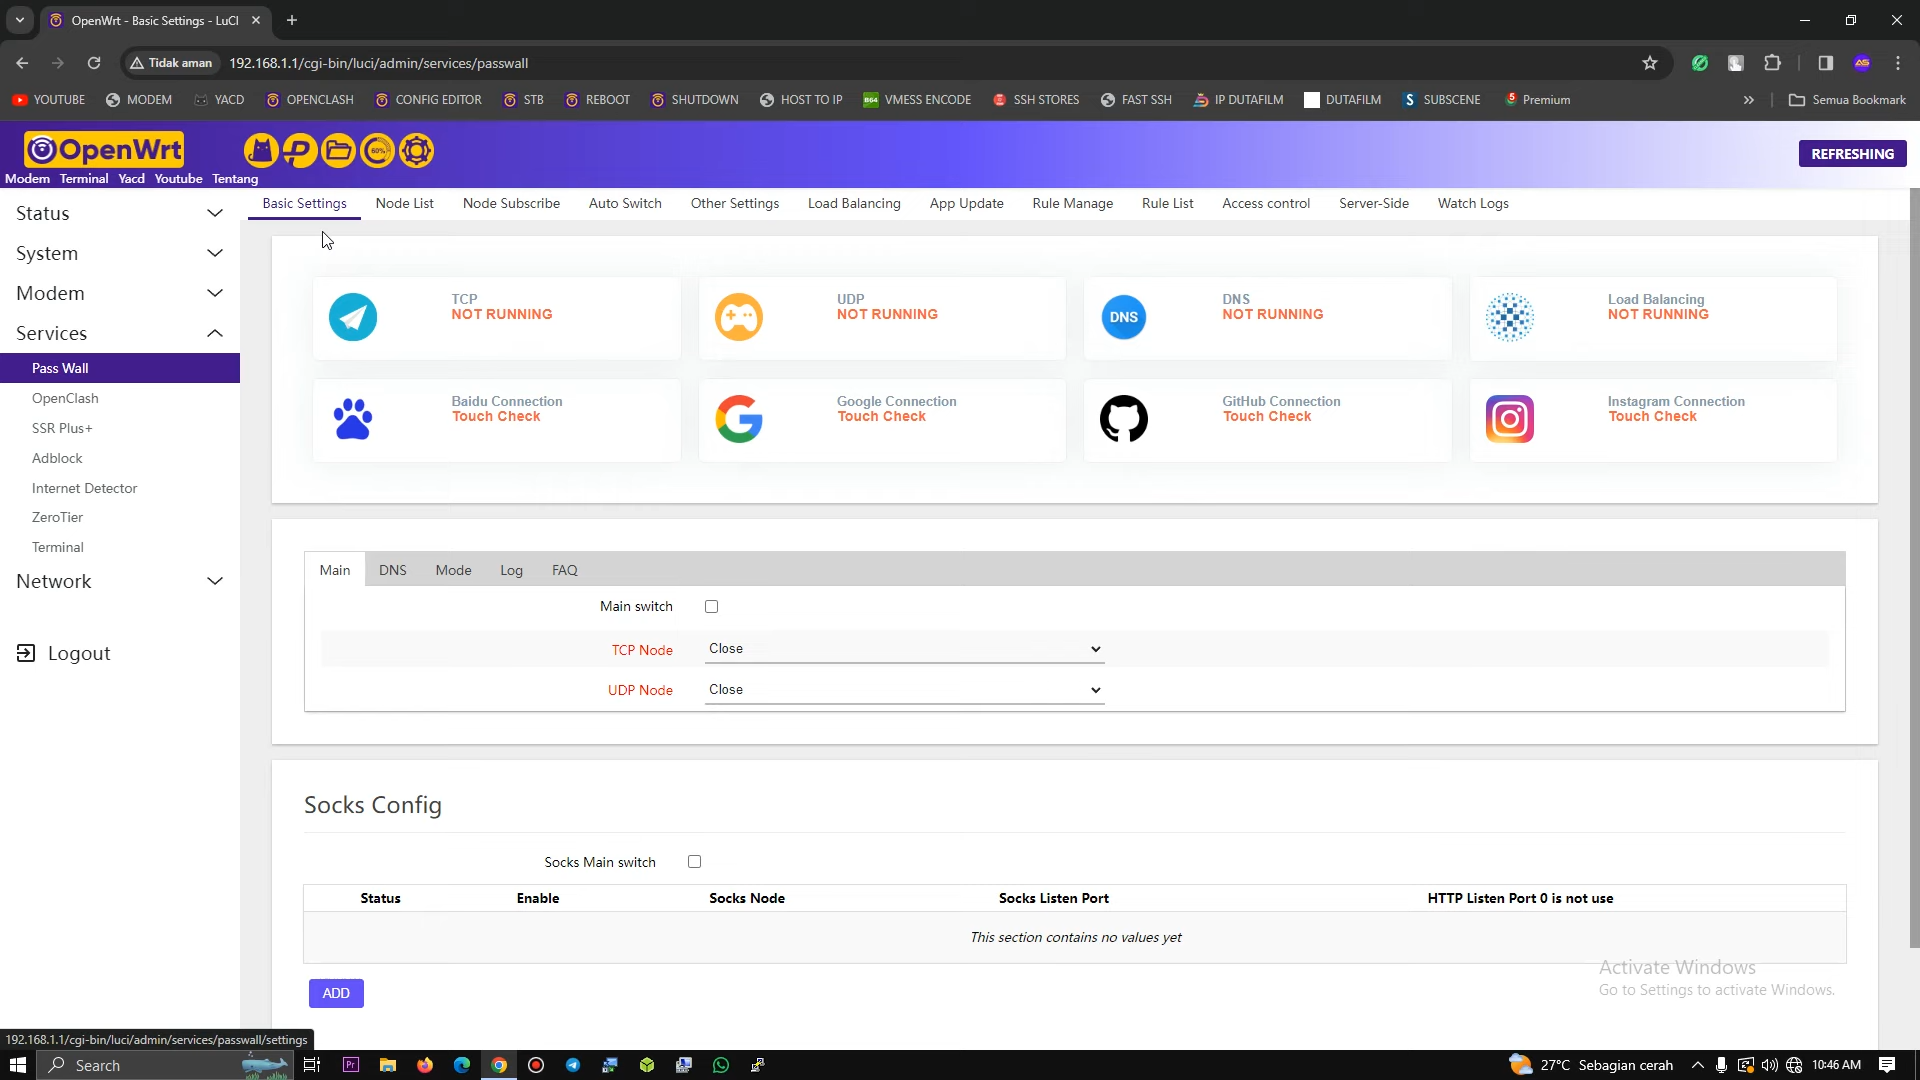 OpenWrt - Basic Settings - LuCI
Tidak aman
192.168.1.1/cgi-bin/luci/admin/services/passwall
AS
YOUTUBE
MODEM
YACD
OPENCLASH
CONFIG EDITOR
STB
REBOOT
SHUTDOWN
HOST TO IP
B64
VMESS ENCODE
SSH STORES
FAST SSH
IP DUTAFILM
DUTAFILM
SUBSCENE
Premium
Semua Bookmark
OpenWrt
60%
REFRESHING
Modem Terminal Yacd Youtube Tentang
Status
System
Modem
Services
Pass Wall
OpenClash
SSR Plus+
Adblock
Internet Detector
ZeroTier
Terminal
Network
Logout
Basic Settings
Node List
Node Subscribe
Auto Switch
Other Settings
Load Balancing
App Update
Rule Manage
Rule List
Access control
Server-Side
Watch Logs
TCP
NOT RUNNING
UDP
NOT RUNNING
DNS
DNS
NOT RUNNING
Load Balancing
NOT RUNNING
Baidu Connection
Touch Check
Google Connection
Touch Check
GitHub Connection
Touch Check
Instagram Connection
Touch Check
Main
DNS
Mode
Log
FAQ
Main switch
TCP Node
Close
UDP Node
Close
Socks Config
Socks Main switch
Status
Enable
Socks Node
Socks Listen Port
HTTP Listen Port 0 is not use
This section contains no values yet
ADD
Activate Windows
Go to Settings to activate Windows.
192.168.1.1/cgi-bin/luci/admin/services/passwall/settings
Search
Pr
27°C Sebagian cerah
10:46 AM